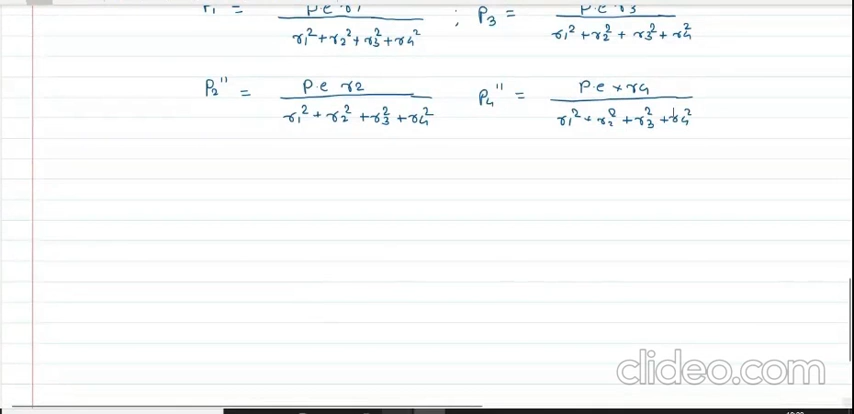 P1 = P.e r1 / r1² + r2² + r3² + r4² ; P3 = P.e r3 / r1² + r2² + r3² + r4²
P2" = P.e r2 / r1² + r2² + r3² + r4² P4" = P.e × r4 / r1² + r2² + r3² + r4²
clideo.com